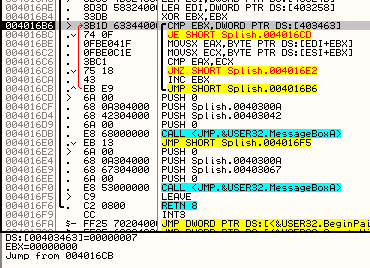 004016AE . 8D3D 5832400 LEA EDI,DWORD PTR DS:[403258]
004016B4 . 33DB XOR EBX,EBX
004016B6 > 3B1D 6334400 CMP EBX,DWORD PTR DS:[403463]
004016BC . 74 0F JE SHORT Splish.004016CD
004016BE . 0FBE041F MOVSX EAX,BYTE PTR DS:[EDI+EBX]
004016C2 . 0FBE0C1E MOVSX ECX,BYTE PTR DS:[ESI+EBX]
004016C6 . 3BC1 CMP EAX,ECX
004016C8 . 75 18 JNZ SHORT Splish.004016E2
004016CA . 43 INC EBX
004016CB . EB E9 JMP SHORT Splish.004016B6
004016CD > 6A 00 PUSH 0
004016CF . 68 0A304000 PUSH Splish.0040300A
004016D4 . 68 42304000 PUSH Splish.00403042
004016D9 . 6A 00 PUSH 0
004016DB . E8 68000000 CALL <JMP.&USER32.MessageBoxA>
004016E0 . EB 13 JMP SHORT Splish.004016F5
004016E2 > 6A 00 PUSH 0
004016E4 . 68 0A304000 PUSH Splish.0040300A
004016E9 . 68 67304000 PUSH Splish.00403067
004016EE . 6A 00 PUSH 0
004016F0 . E8 53000000 CALL <JMP.&USER32.MessageBoxA>
004016F5 > C9 LEAVE
004016F6 . C2 0800 RETN 8
004016F9 CC INT3
004016FA $- FF25 7020400 JMP DWORD PTR DS:[<&USER32.BeginPai
DS:[00403463]=00000007
EBX=00000000
Jump from 004016CB